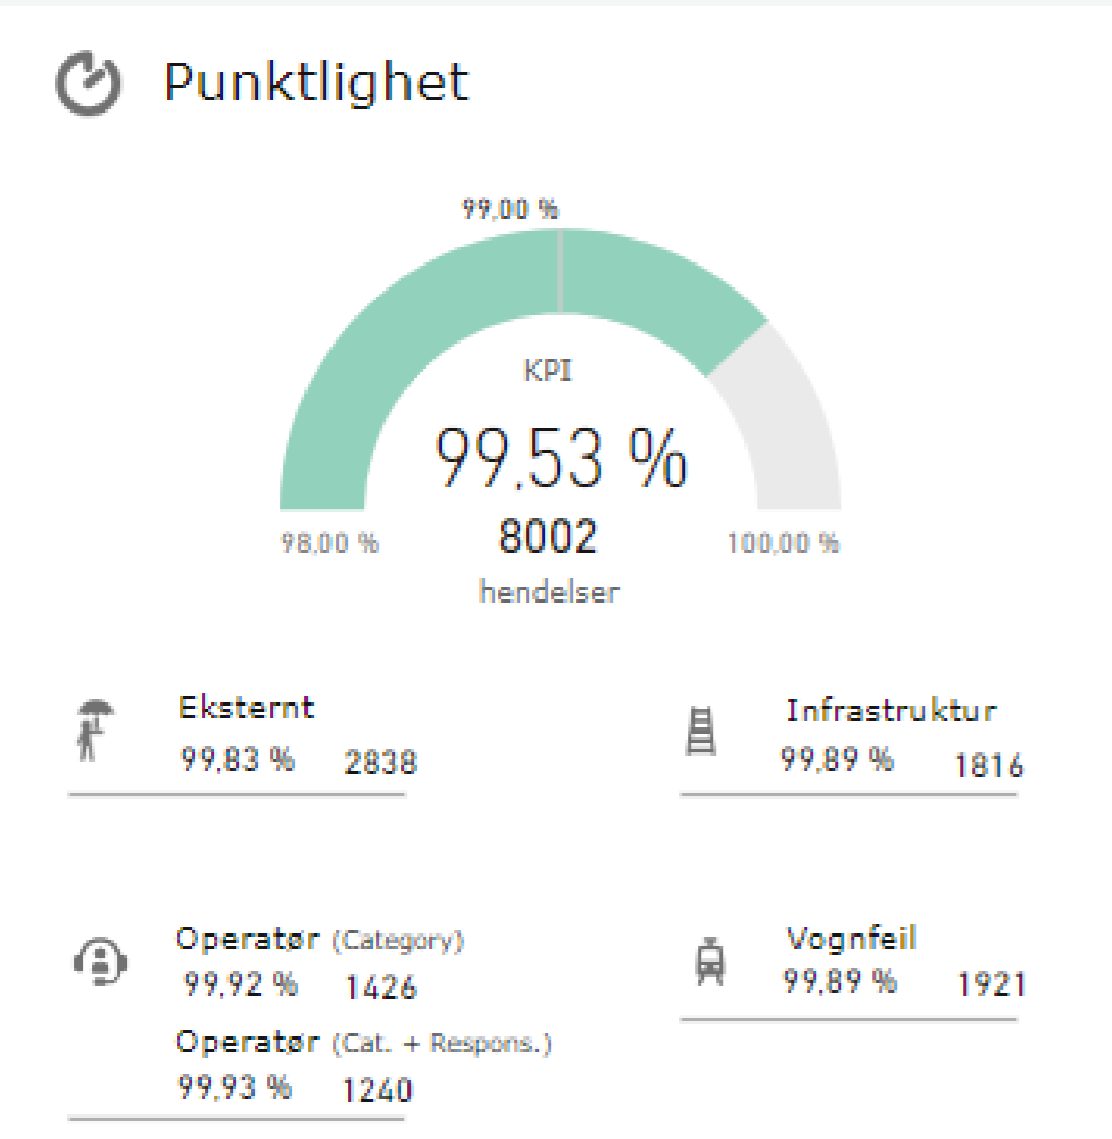 Punktlighet
99,00 %
KPI
99,53 %
98,00 %
8002
100,00 %
hendelser
Eksternt
99,83 %
2838
Infrastruktur
99,89 %
1816
Operatør (Category)
99,92 %
1426
Operatør (Cat. + Respons.)
99,93 %
1240
Vognfeil
99,89 %
1921